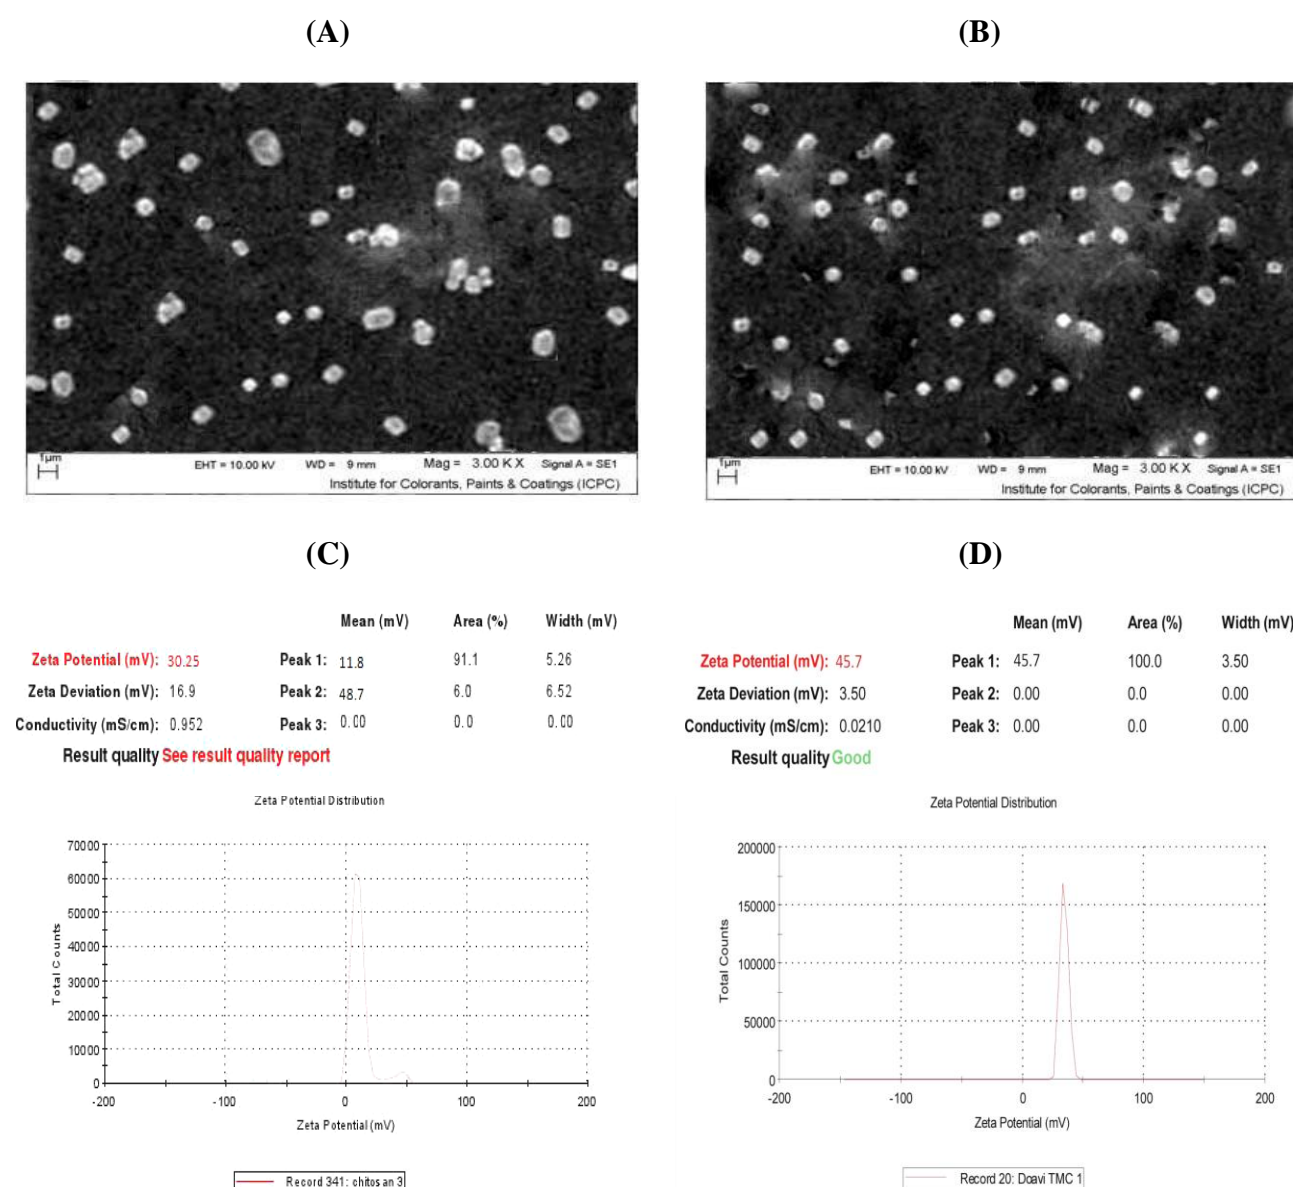 (A)
(B)
1µm
EHT = 10.00 kV WD = 9 mm Mag = 3.00 K X Signal A = SE1
Institute for Colorants, Paints & Coatings (ICPC)
1µm
EHT = 10.00 kV WD = 9 mm Mag = 3.00 K X Signal A = SE1
Institute for Colorants, Paints & Coatings (ICPC)
(C)
Mean (mV) Area (%) Width (mV)
Zeta Potential (mV): 30.25 Peak 1: 11.8 91.1 5.26
Zeta Deviation (mV): 16.9 Peak 2: 48.7 6.0 6.52
Conductivity (mS/cm): 0.952 Peak 3: 0.00 0.0 0.00
Result quality See result quality report
Zeta Potential Distribution
Total Counts
70000
60000
50000
40000
30000
20000
10000
0
-200 -100 0 100 200
Zeta Potential (mV)
Record 341: chitosan 3
(D)
Mean (mV) Area (%) Width (mV)
Zeta Potential (mV): 45.7 Peak 1: 45.7 100.0 3.50
Zeta Deviation (mV): 3.50 Peak 2: 0.00 0.0 0.00
Conductivity (mS/cm): 0.0210 Peak 3: 0.00 0.0 0.00
Result quality Good
Zeta Potential Distribution
Total Counts
200000
150000
100000
50000
0
-200 -100 0 100 200
Zeta Potential (mV)
Record 20: Doavi TMC 1